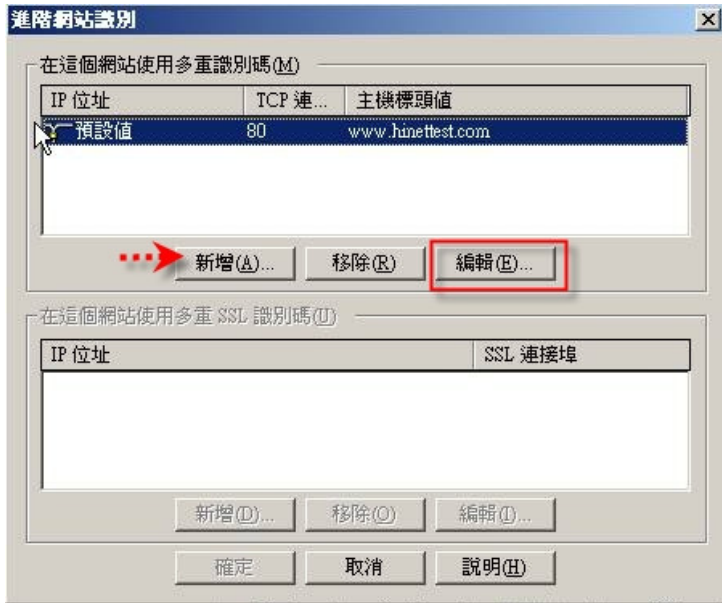 進階網站識別
在這個網站使用多重識別碼(M)
IP 位址 TCP 連... 主機標頭值
預設值 80 www.hinettest.com
新增(A)... 移除(R) 編輯(E)...
在這個網站使用多重 SSL 識別碼(U)
IP 位址 SSL 連接埠
新增(D)... 移除(O) 編輯(I)...
確定 取消 說明(H)